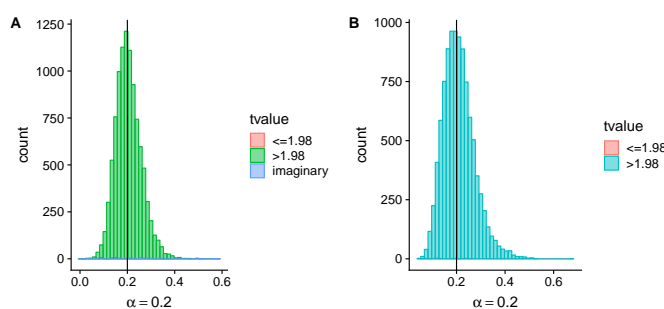 A
count
1250
1000
750
500
250
0
0.0 0.2 0.4 0.6
α = 0.2
tvalue
<=1.98
>1.98
imaginary
B
count
1000
750
500
250
0
0.2 0.4 0.6
α = 0.2
tvalue
<=1.98
>1.98